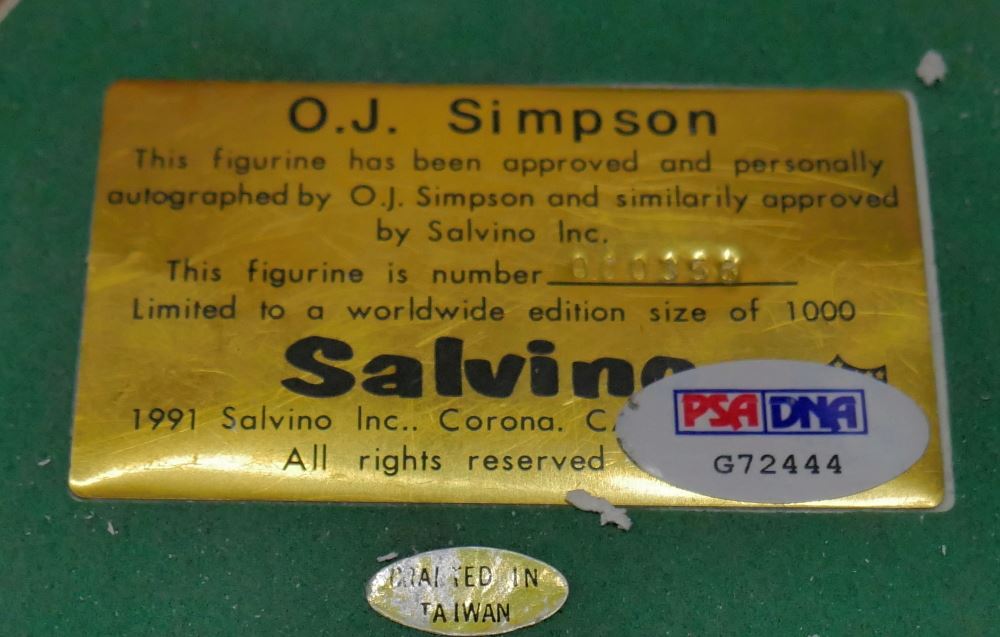 O.J. Simpson
This figurine has been approved and personally
autographed by O.J. Simpson and similarily approved
by Salvino Inc.
This figurine is number 000358
Limited to a worldwide edition size of 1000
Salvino
1991 Salvino Inc.. Corona. CA
All rights reserved
PSA DNA
G72444
CRAFTED IN
TAIWAN